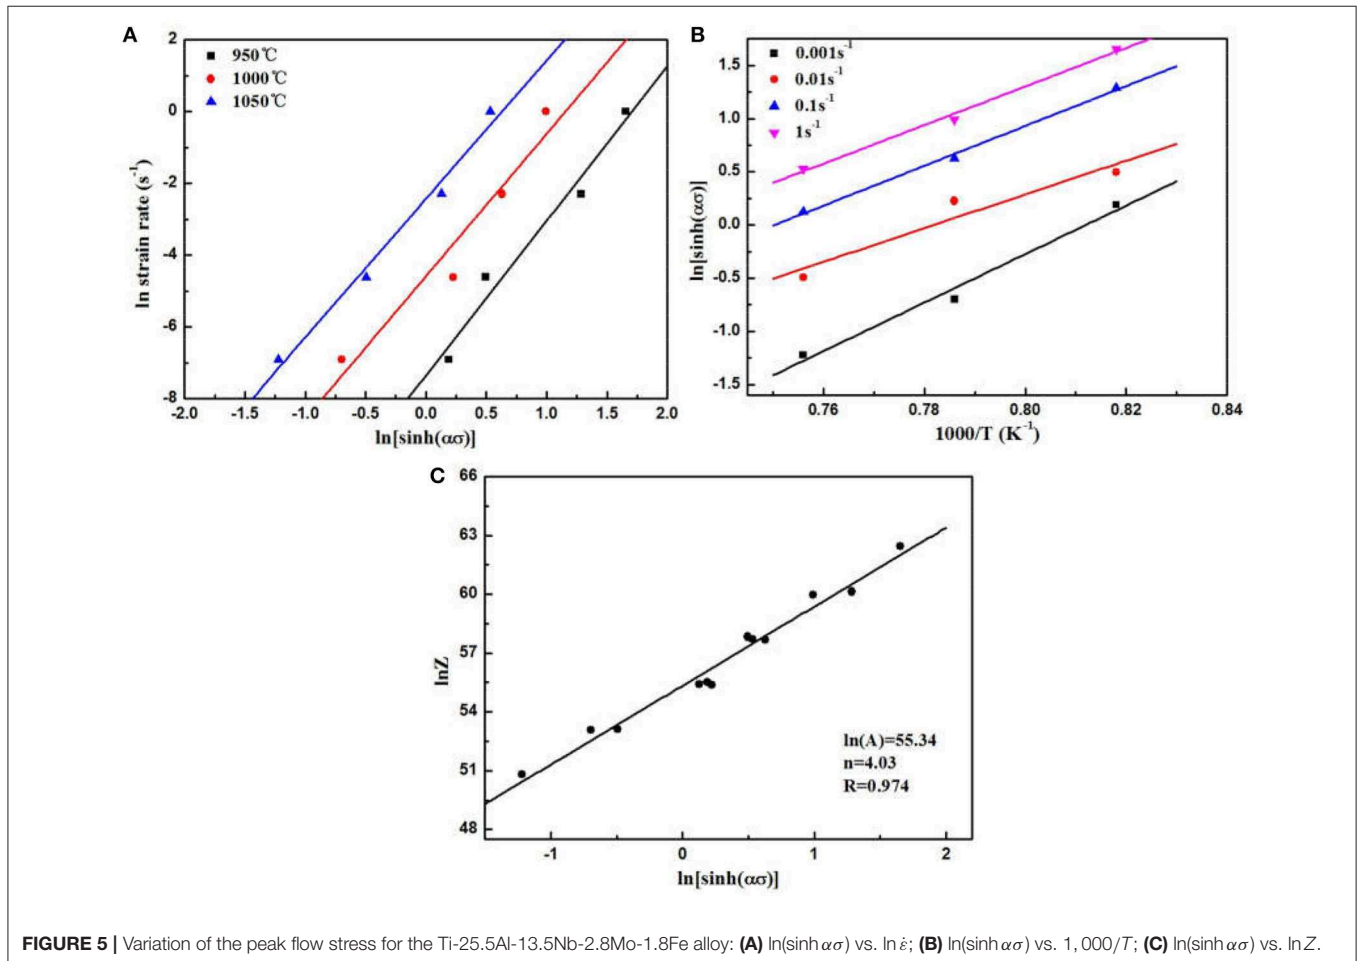 A
950℃
1000℃
1050℃
2
0
-2
-4
-6
-8
ln strain rate (s⁻¹)
-2.0 -1.5 -1.0 -0.5 0.0 0.5 1.0 1.5 2.0
ln[sinh(ασ)]
B
0.001s⁻¹
0.01s⁻¹
0.1s⁻¹
1s⁻¹
1.5
1.0
0.5
0.0
-0.5
-1.0
-1.5
ln[sinh(ασ)]
0.76 0.78 0.80 0.82 0.84
1000/T (K⁻¹)
C
66
63
60
57
54
51
48
lnZ
ln(A)=55.34
n=4.03
R=0.974
-1 0 1 2
ln[sinh(ασ)]
FIGURE 5 | Variation of the peak flow stress for the Ti-25.5Al-13.5Nb-2.8Mo-1.8Fe alloy: (A) ln(sinh ασ) vs. ln ε̇; (B) ln(sinh ασ) vs. 1, 000/T; (C) ln(sinh ασ) vs. ln Z.